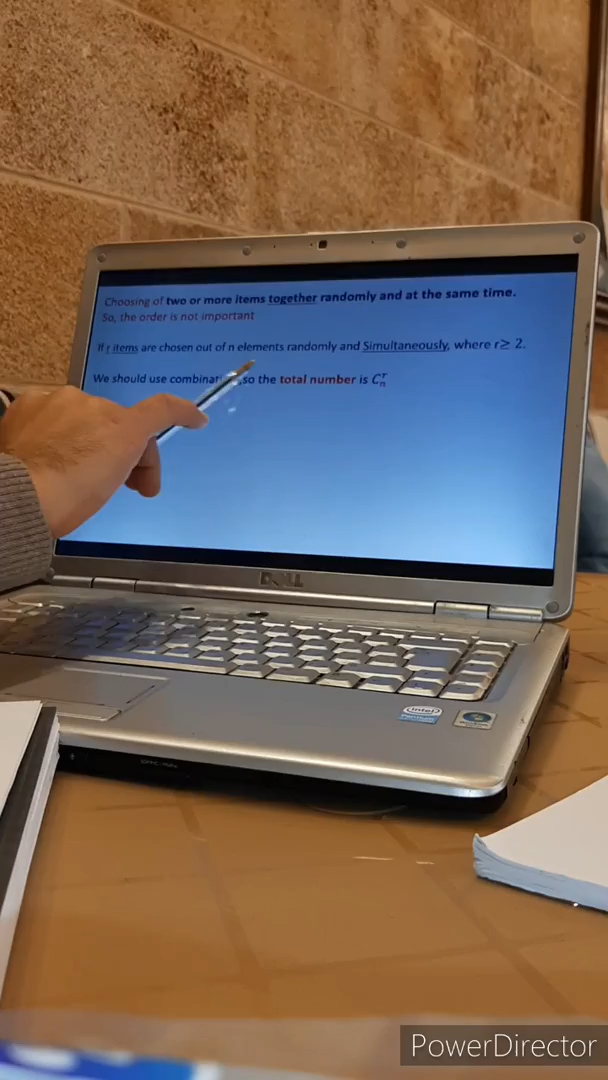 Choosing of two or more items together randomly and at the same time.
So, the order is not important
If r items are chosen out of n elements randomly and Simultaneously, where r≥ 2.
We should use so the total number is Cₙʳ
DELL
intel
Pentium
PowerDirector